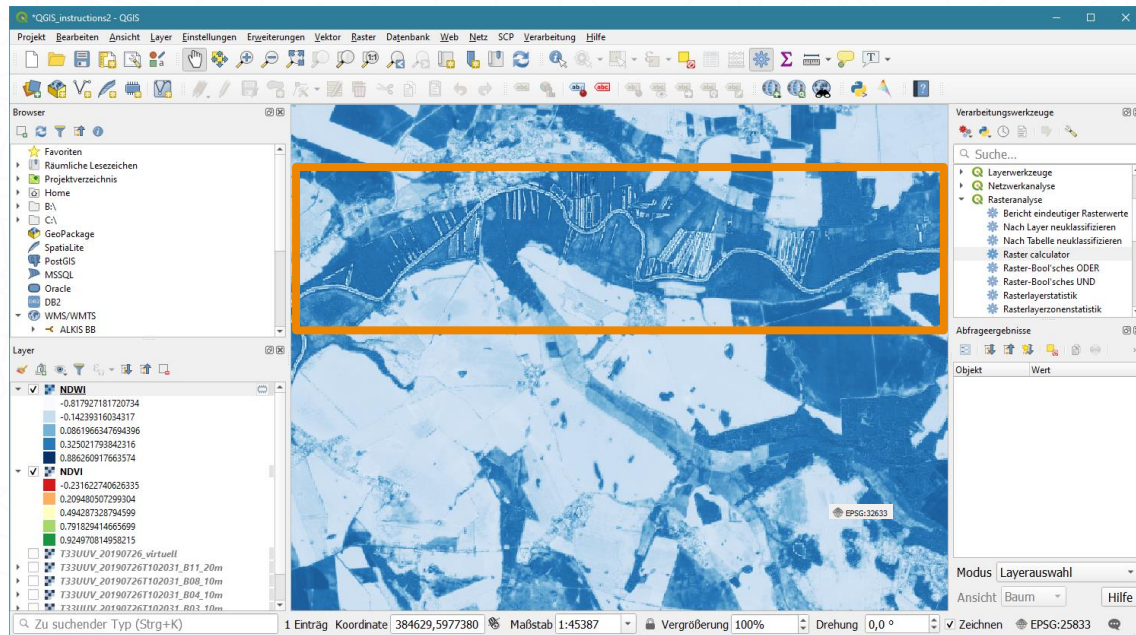 *QGIS_instructions2 - QGIS
Projekt Bearbeiten Ansicht Layer Einstellungen Erweiterungen Vektor Raster Datenbank Web Netz SCP Verarbeitung Hilfe
Browser
Favoriten
Räumliche Lesezeichen
Projektverzeichnis
Home
B:\
C:\
GeoPackage
SpatiaLite
PostGIS
MSSQL
Oracle
DB2
WMS/WMTS
ALKIS BB
Layer
NDWI
-0.817927181720734
-0.14239316034317
0.0861966347694396
0.325021793842316
0.886260917663574
NDVI
-0.231622740626335
0.209480507299304
0.494287328794599
0.791829414665699
0.924970814958215
T33UUV_20190726_virtuell
T33UUV_20190726T102031_B11_20m
T33UUV_20190726T102031_B08_10m
T33UUV_20190726T102031_B04_10m
T33UUV_20190726T102031_B03_10m
EPSG:32633
Verarbeitungswerkzeuge
Suche...
Layerwerkzeuge
Netzwerkanalyse
Rasteranalyse
Bericht eindeutiger Rasterwerte
Nach Layer neuklassifizieren
Nach Tabelle neuklassifizieren
Raster calculator
Raster-Bool'sches ODER
Raster-Bool'sches UND
Rasterlayerstatistik
Rasterlayerzonenstatistik
Abfrageergebnisse
Objekt Wert
Modus Layerauswahl
Ansicht Baum Hilfe
Zu suchender Typ (Strg+K) 1 Einträg Koordinate 384629,5977380 Maßstab 1:45387 Vergrößerung 100% Drehung 0,0 ° Zeichnen EPSG:25833